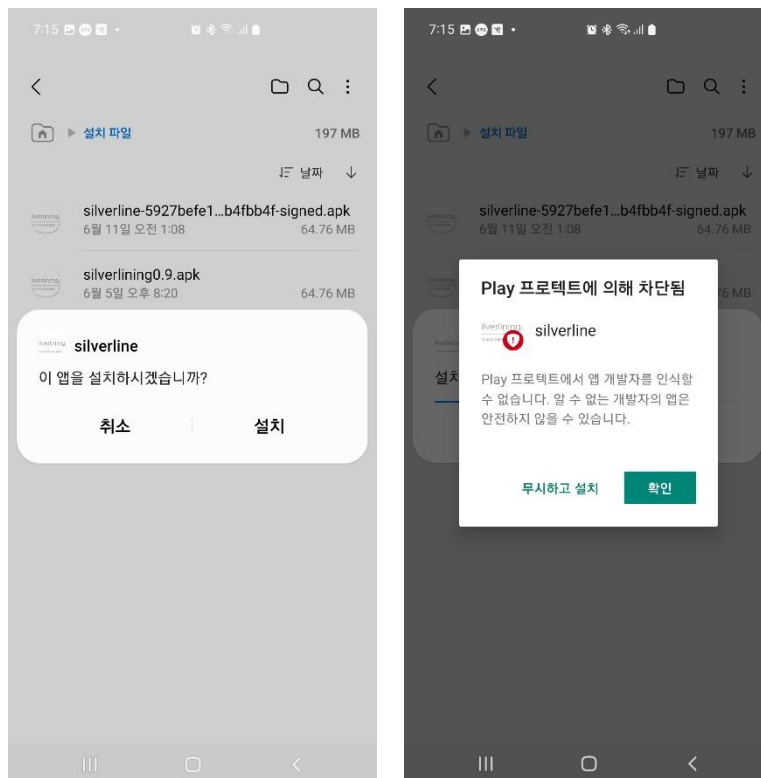 7:15
설치 파일
197 MB
날짜
silverline-5927befe1...b4fbb4f-signed.apk
6월 11일 오전 1:08
64.76 MB
silverlining0.9.apk
6월 5일 오후 8:20
64.76 MB
silverline
이 앱을 설치하시겠습니까?
취소
설치
7:15
설치 파일
197 MB
날짜
silverline-5927befe1...b4fbb4f-signed.apk
6월 11일 오전 1:08
64.76 MB
Play 프로텍트에 의해 차단됨
silverline
Play 프로텍트에서 앱 개발자를 인식할
수 없습니다. 알 수 없는 개발자의 앱은
안전하지 않을 수 있습니다.
무시하고 설치
확인